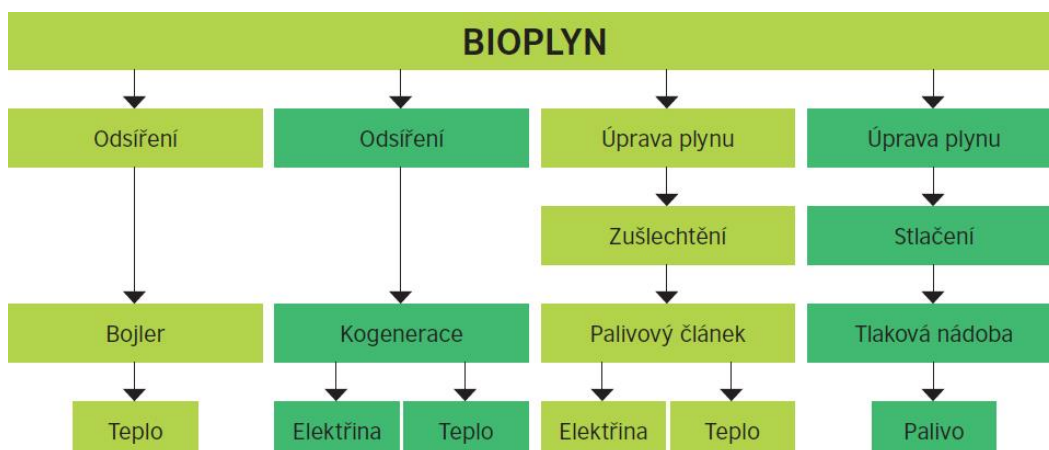 BIOPLYN
Odsíření
Odsíření
Úprava plynu
Úprava plynu
Zušlechtění
Stlačení
Bojler
Kogenerace
Palivový článek
Tlaková nádoba
Teplo
Elektřina
Teplo
Elektřina
Teplo
Palivo